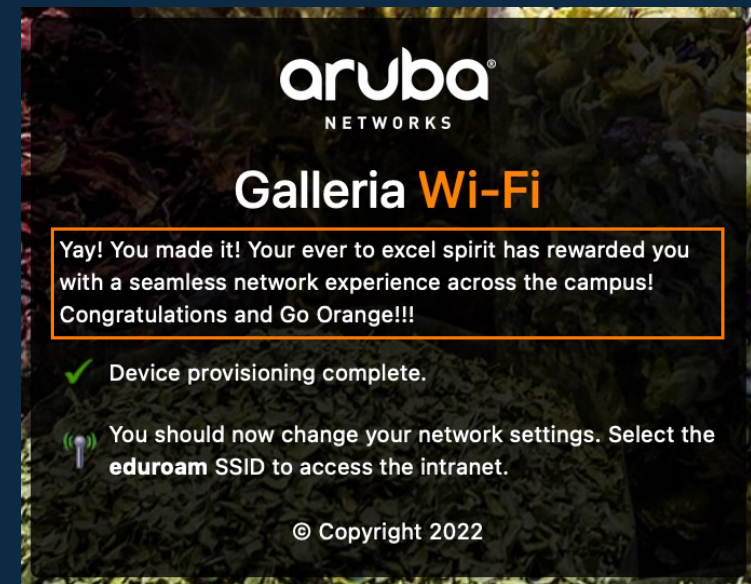 aruba®
NETWORKS
Galleria Wi-Fi
Yay! You made it! Your ever to excel spirit has rewarded you
with a seamless network experience across the campus!
Congratulations and Go Orange!!!
Device provisioning complete.
You should now change your network settings. Select the
eduroam SSID to access the intranet.
© Copyright 2022